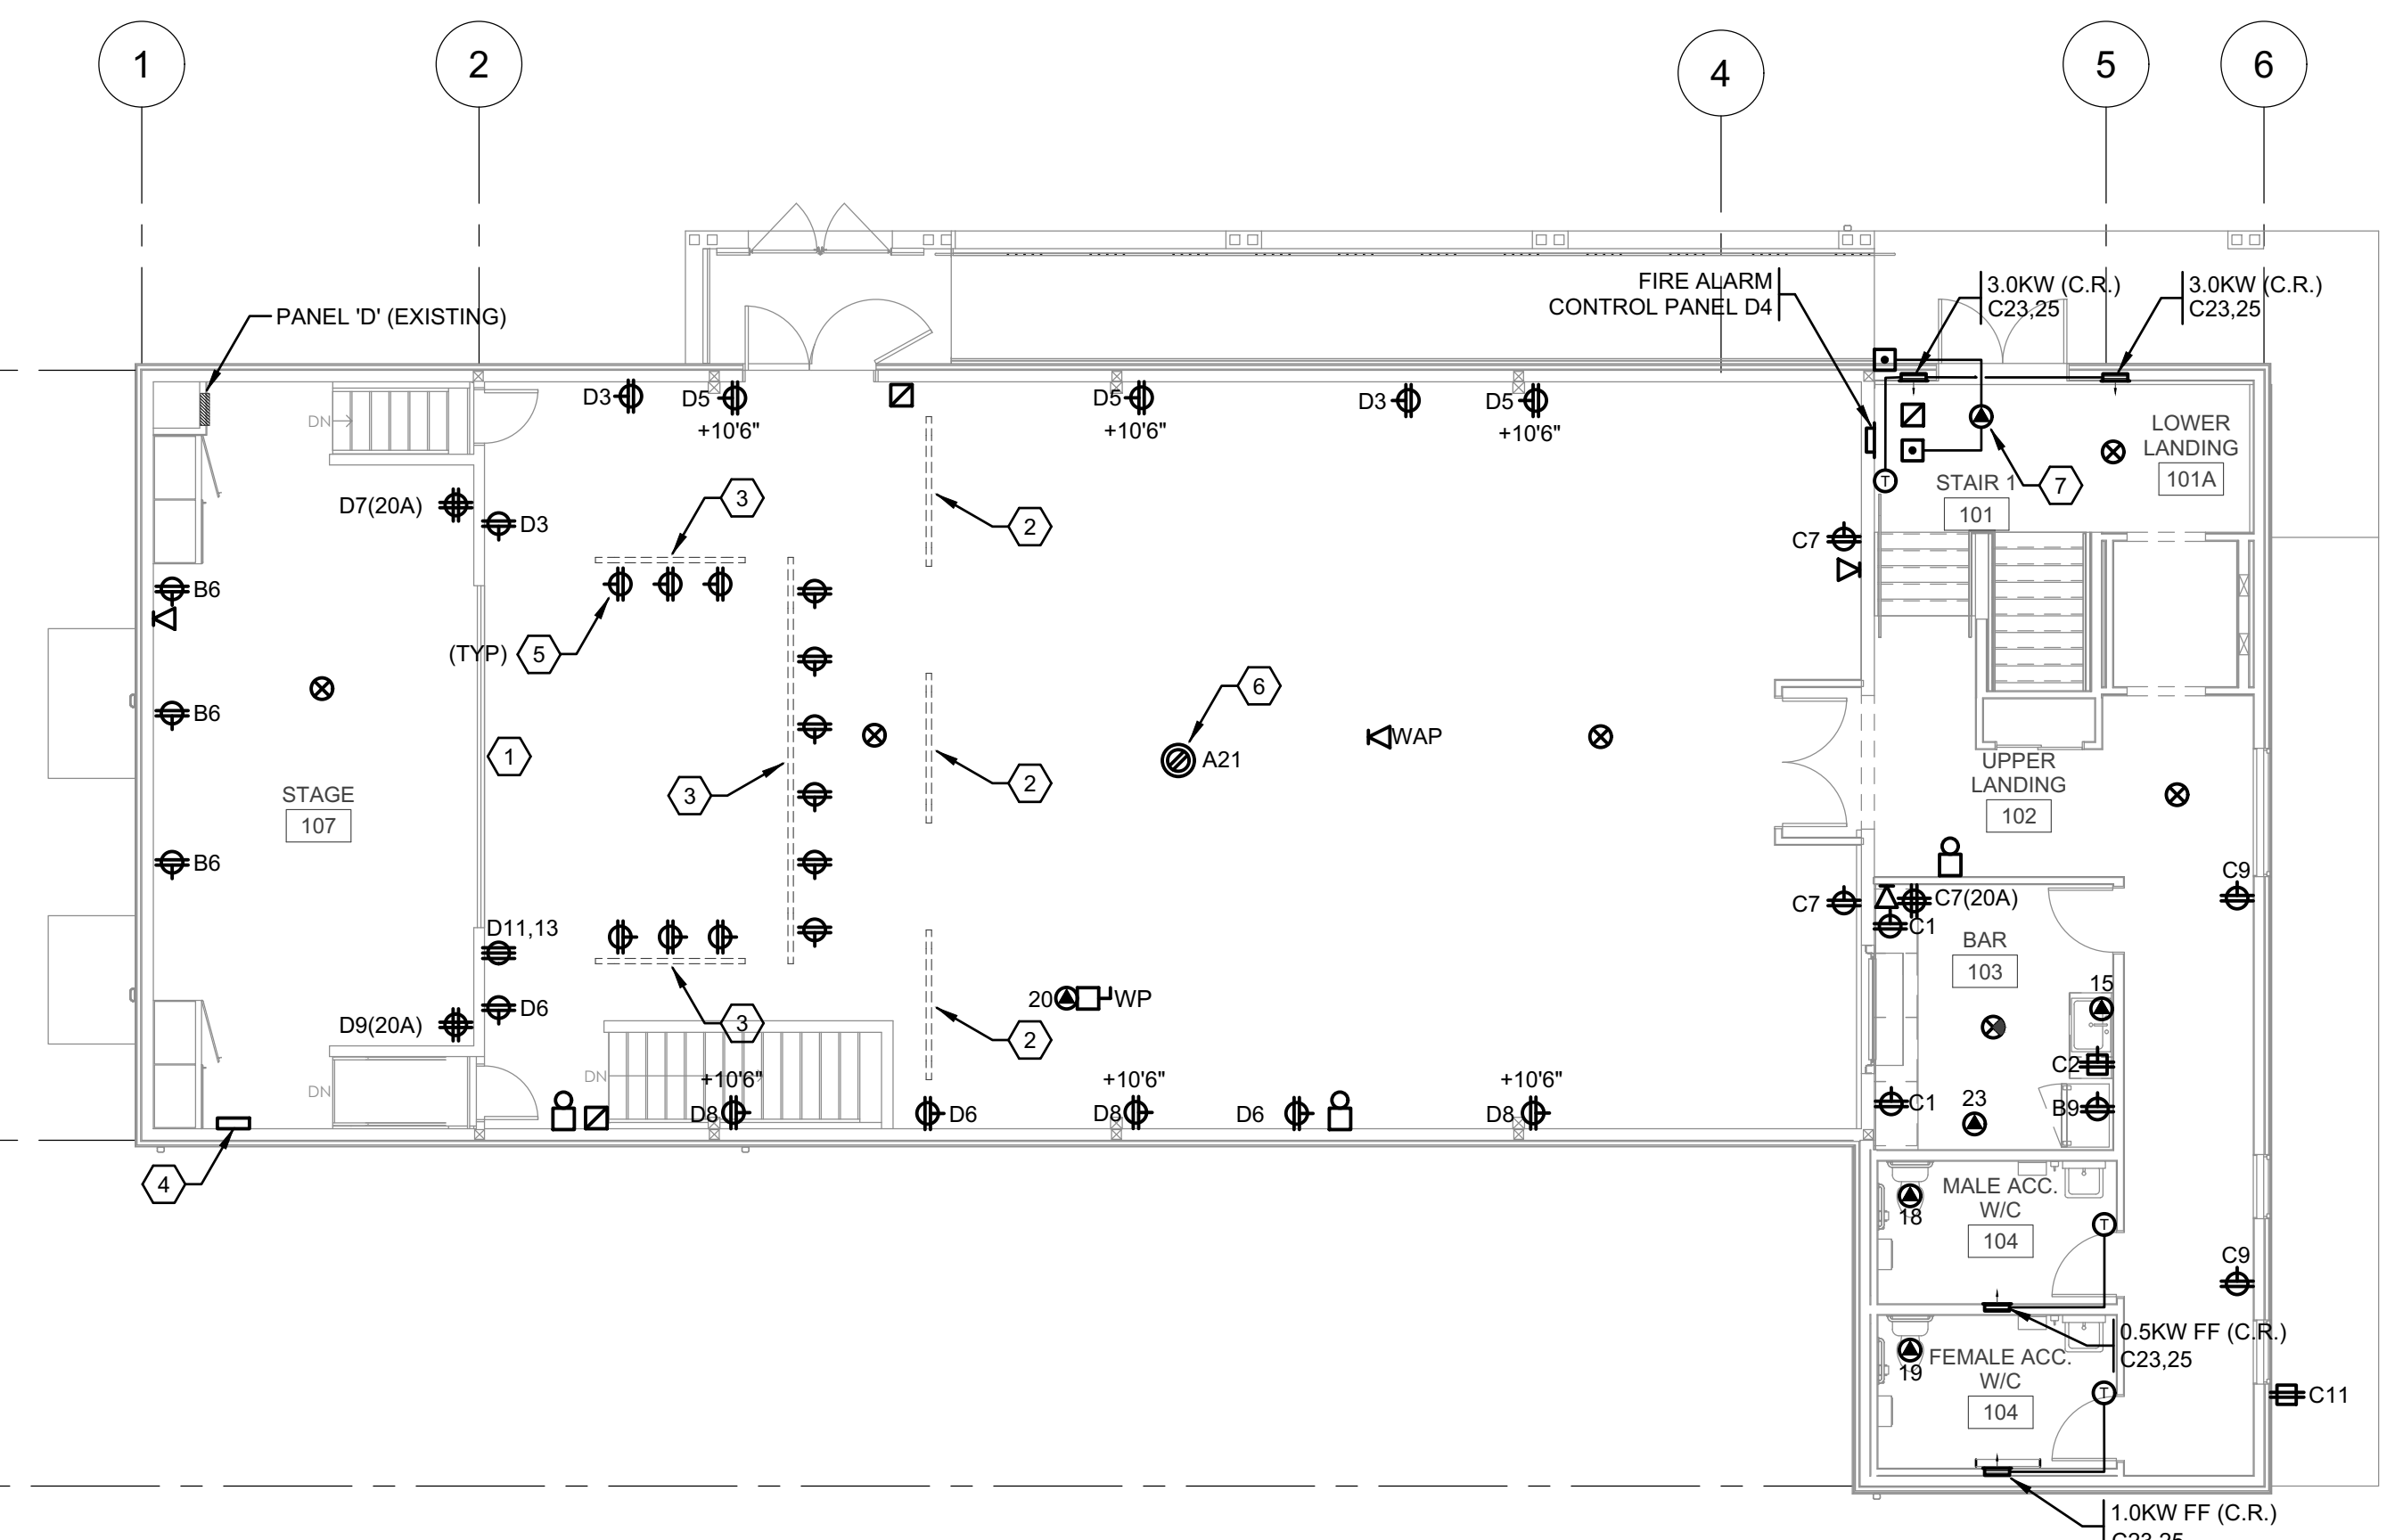 1
2
4
5
6
FIRE ALARM
CONTROL PANEL D4
3.0KW (C.R.)
C23,25
3.0KW (C.R.)
C23,25
PANEL 'D' (EXISTING)
DN
D3
D5
+10'6"
D5
+10'6"
D3
D5
+10'6"
LOWER
LANDING
101A
STAIR 1
101
7
T
D7(20A)
D3
3
2
C7
B6
(TYP)
5
6
B6
1
WAP
A21
3
2
UPPER
LANDING
102
STAGE
107
B6
C9
C7
C7(20A)
C1
D11,13
BAR
103
15
D9(20A)
D6
3
20
WP
2
C2
DN
DN
+10'6"
D8
D6
+10'6"
D8
D6
+10'6"
D8
C1
23
B9
4
MALE ACC.
W/C
104
18
T
C9
0.5KW FF (C.R.)
C23,25
FEMALE ACC.
W/C
104
19
T
C11
1.0KW FF (C.R.)
C23,25